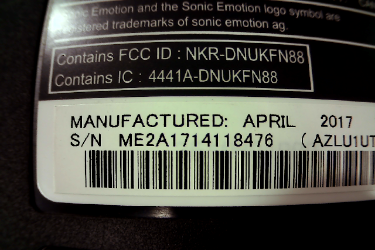 Emotion and the Sonic Emotion logo symbol are
registered trademarks of sonic emotion ag.
Contains FCC ID : NKR-DNUKFN88
Contains IC : 4441A-DNUKFN88
MANUFACTURED: APRIL 2017
S/N ME2A1714118476 (AZLU1UT